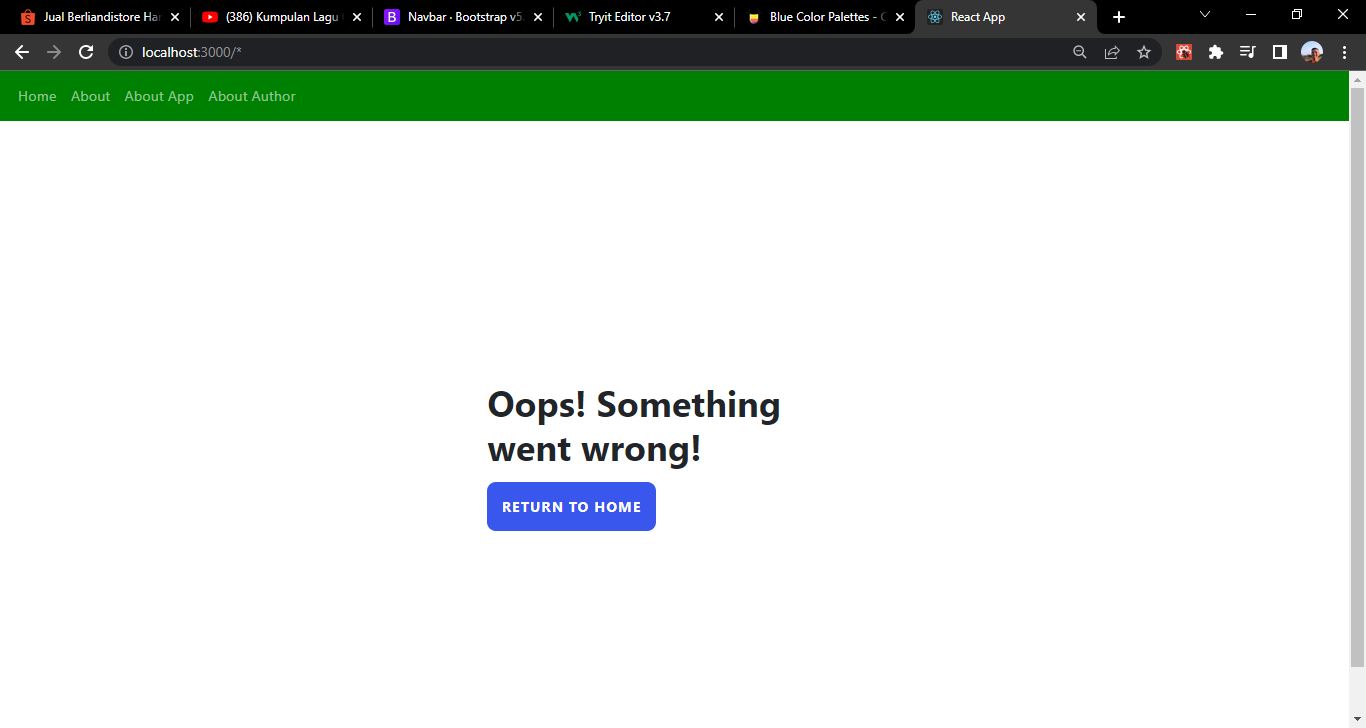 Jual Berliandistore Har
(386) Kumpulan Lagu
Navbar · Bootstrap v5.
Tryit Editor v3.7
Blue Color Palettes - C
React App
localhost:3000/*
Home About About App About Author
Oops! Something
went wrong!
RETURN TO HOME